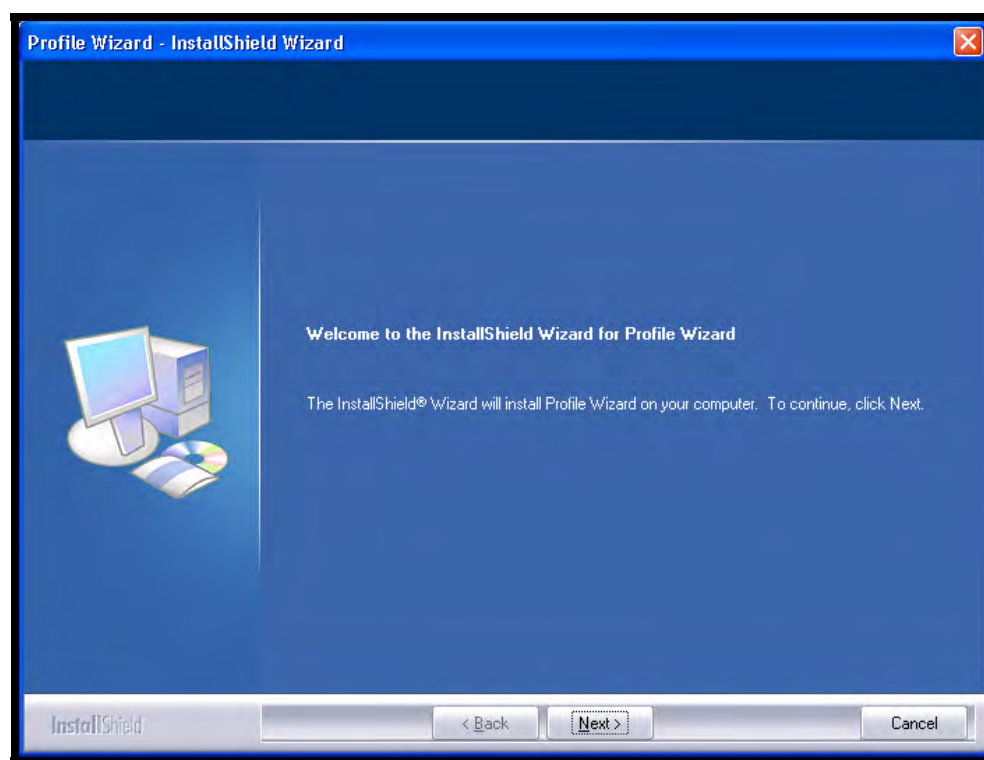 Profile Wizard - InstallShield Wizard
Welcome to the InstallShield Wizard for Profile Wizard
The InstallShield® Wizard will install Profile Wizard on your computer.  To continue, click Next.
InstallShield
< Back
Next >
Cancel